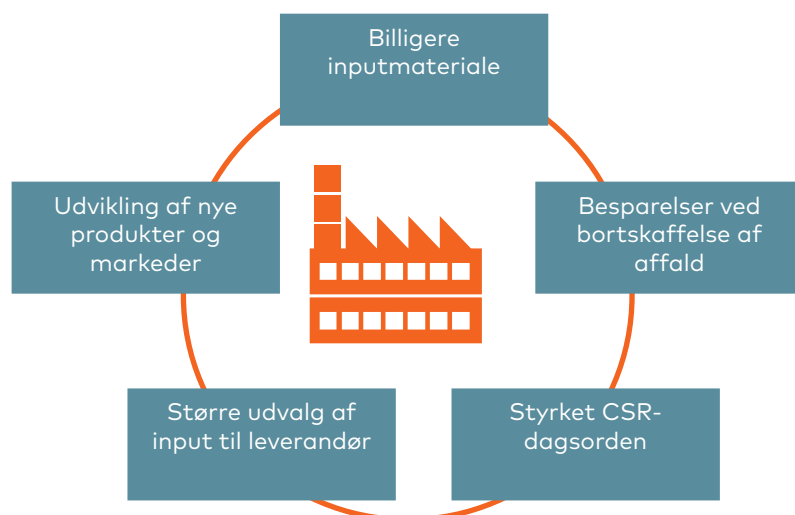 Billigere
inputmateriale
Udvikling af nye
produkter og
markeder
Besparelser ved
bortskaffelse af
affald
Større udvalg af
input til leverandør
Styrket CSR-
dagsorden